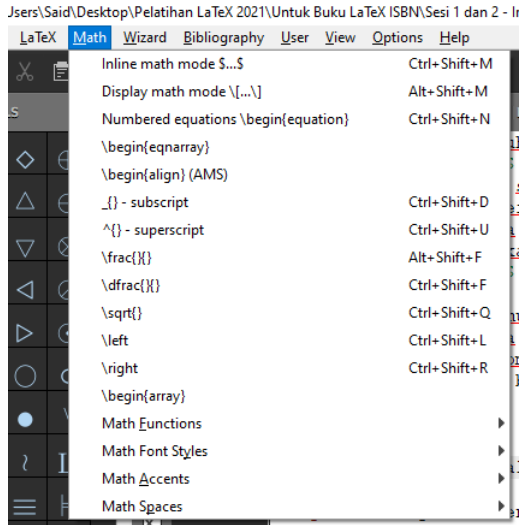 Jsers\Said\Desktop\Pelatihan LaTeX 2021\Untuk Buku LaTeX ISBN\Sesi 1 dan 2 - I
LaTeX Math Wizard Bibliography User View Options Help
Inline math mode $...$ Ctrl+Shift+M
Display math mode \[...\] Alt+Shift+M
Numbered equations \begin{equation} Ctrl+Shift+N
\begin{eqnarray}
\begin{align} (AMS)
_{} - subscript Ctrl+Shift+D
^{} - superscript Ctrl+Shift+U
\frac{}{} Alt+Shift+F
\dfrac{}{} Ctrl+Shift+F
\sqrt{} Ctrl+Shift+Q
\left Ctrl+Shift+L
\right Ctrl+Shift+R
\begin{array}
Math Functions
Math Font Styles
Math Accents
Math Spaces